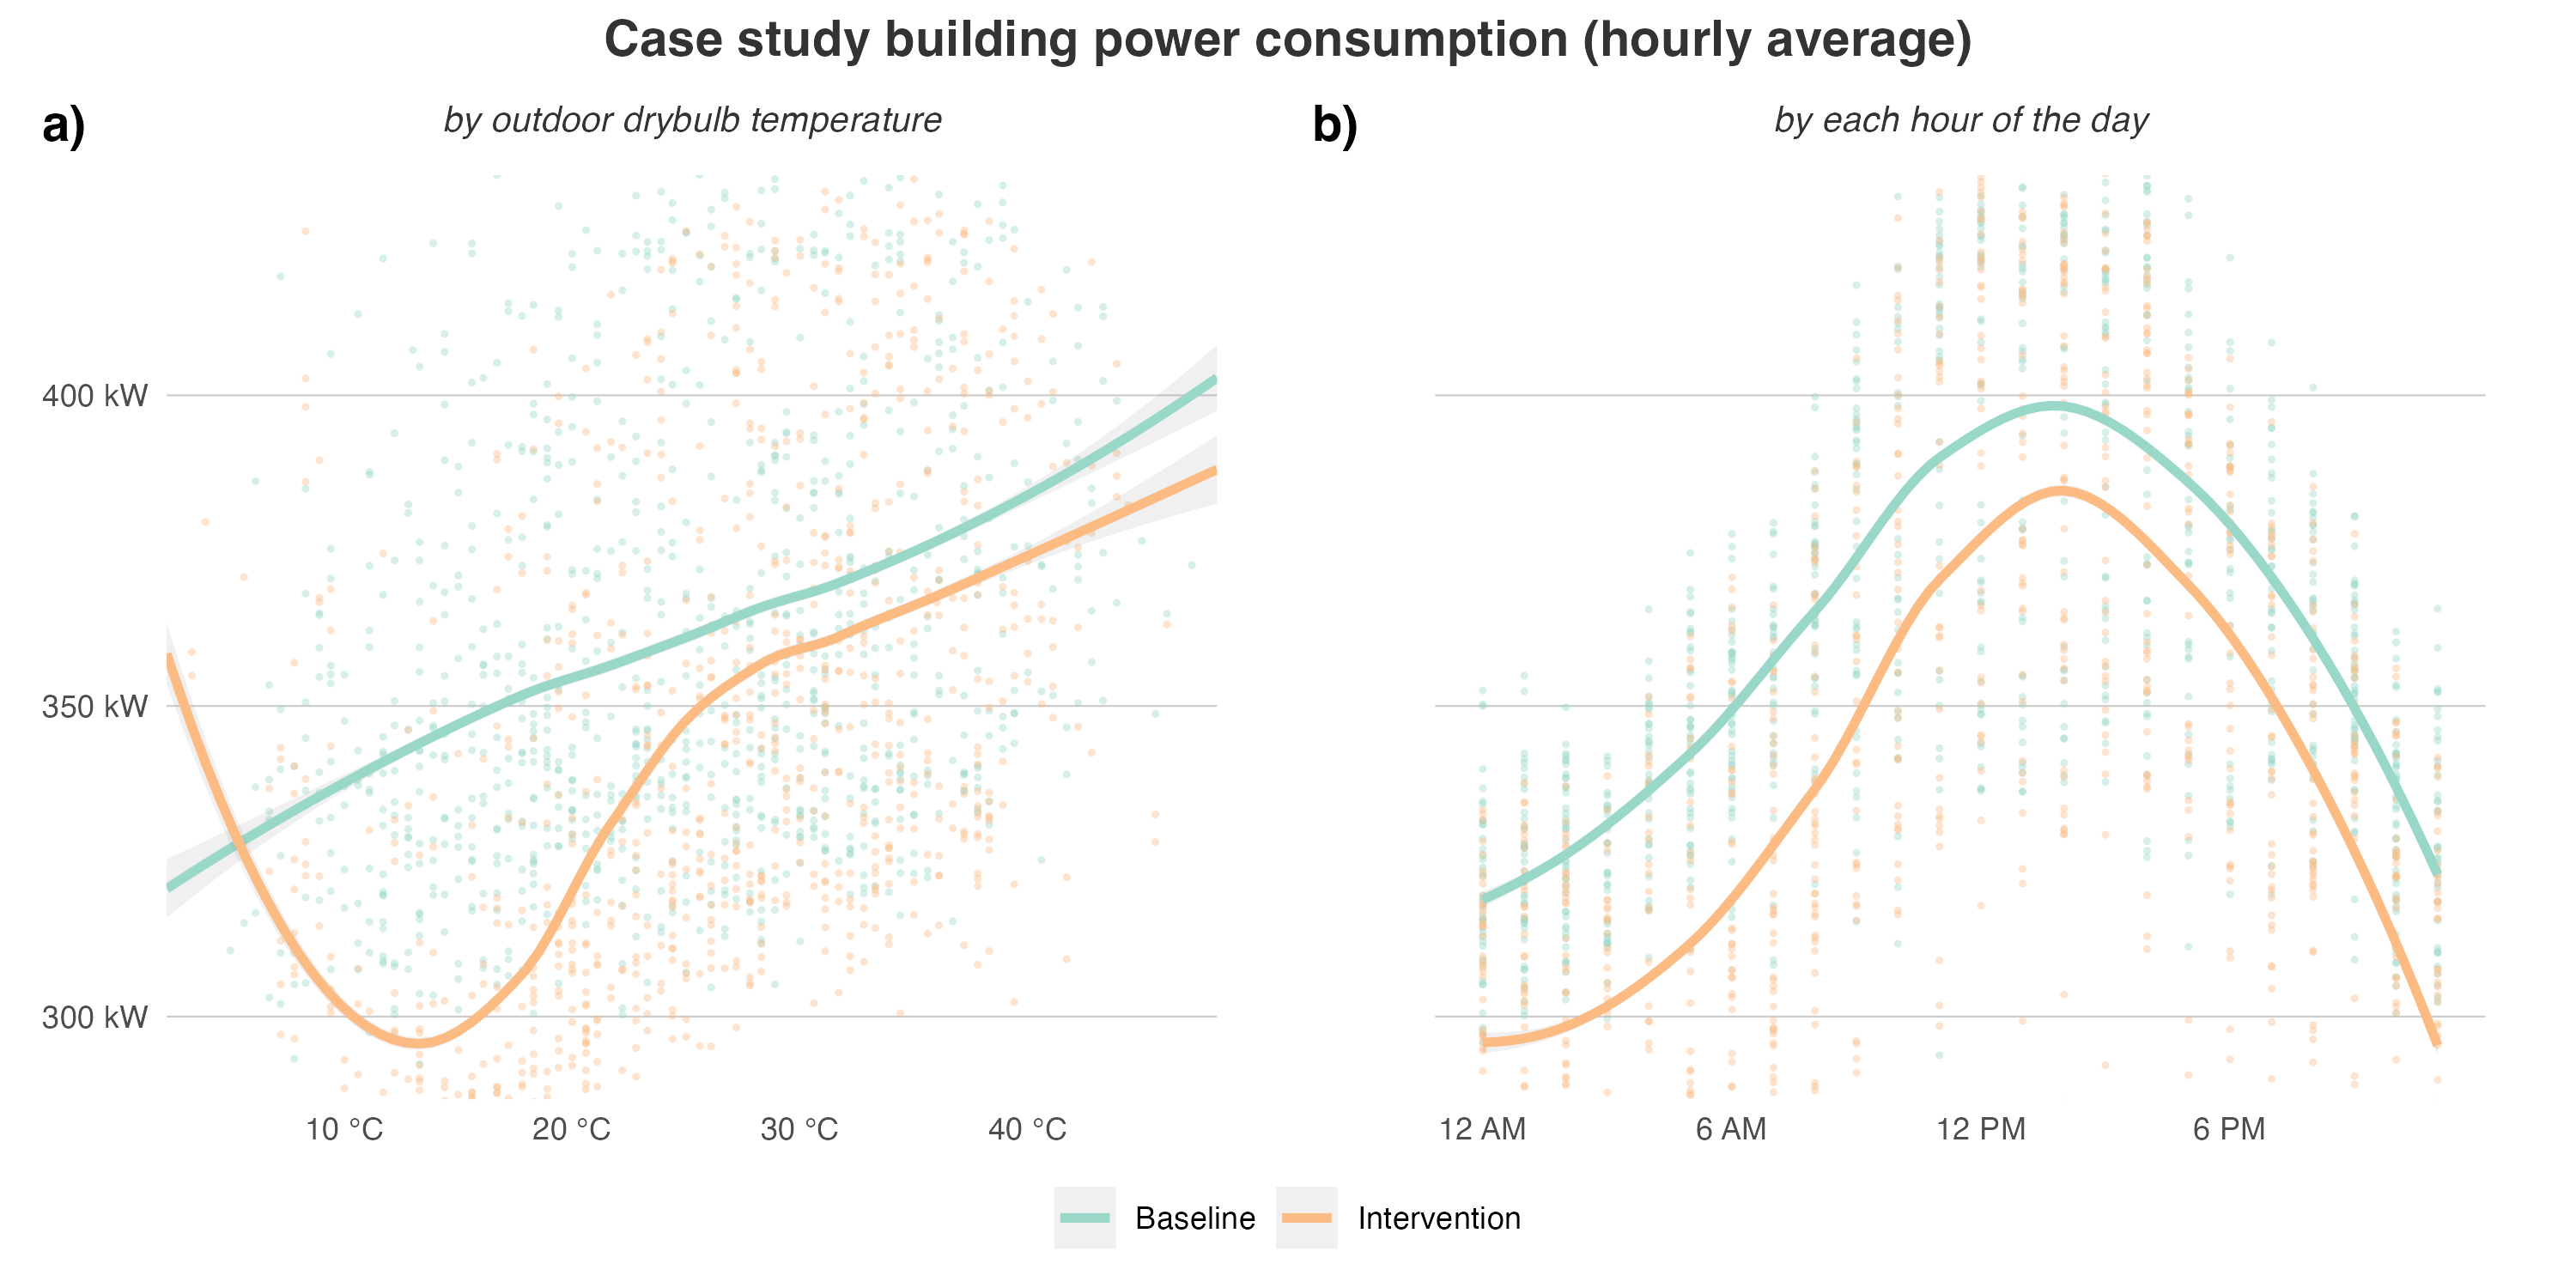 Case study building power consumption (hourly average)
a)
by outdoor drybulb temperature
b)
by each hour of the day
400 kW
350 kW
300 kW
10 °C 20 °C 30 °C 40 °C
12 AM 6 AM 12 PM 6 PM
Baseline Intervention